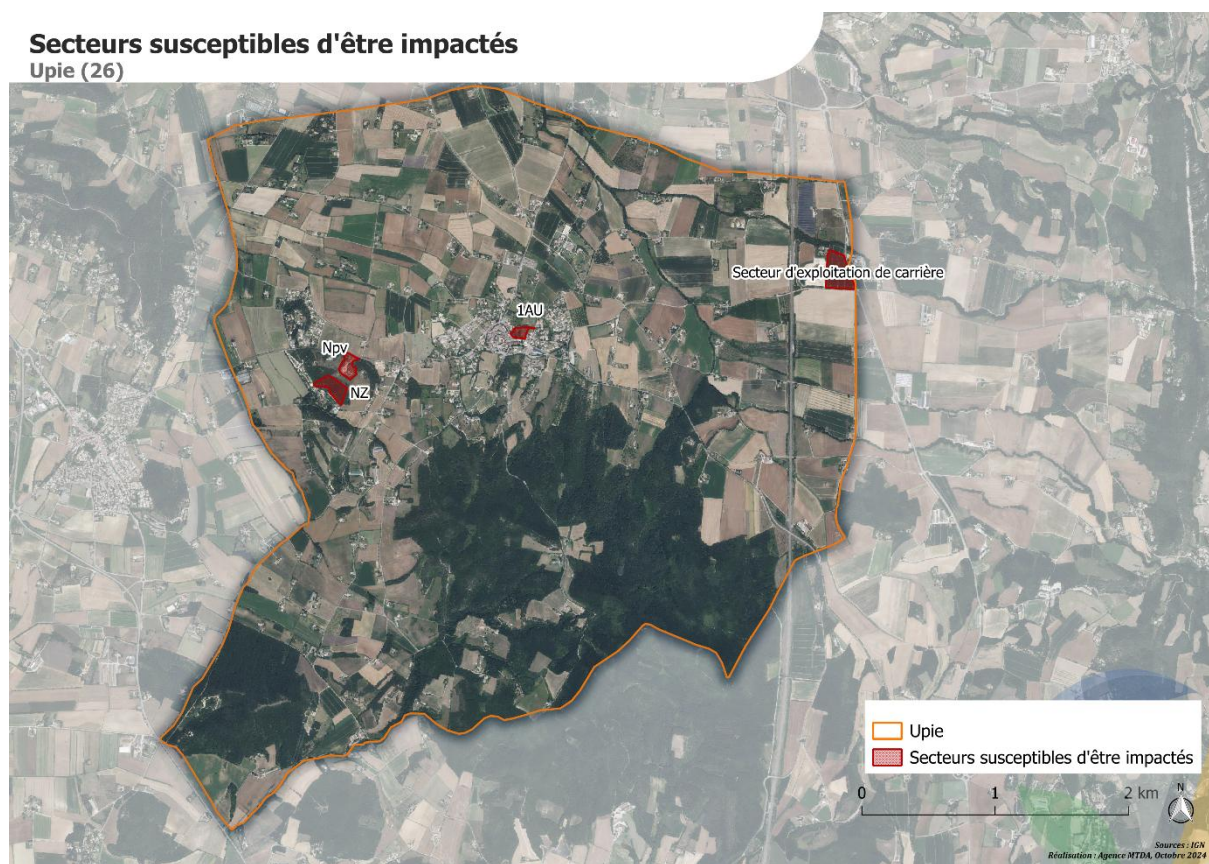 Secteurs susceptibles d'être impactés
Upie (26)
Secteur d'exploitation de carrière
1AU
Npv
NZ
Upie
Secteurs susceptibles d'être impactés
0 1 2 km
N
Sources : IGN
Réalisation : Agence MTDA, Octobre 2024